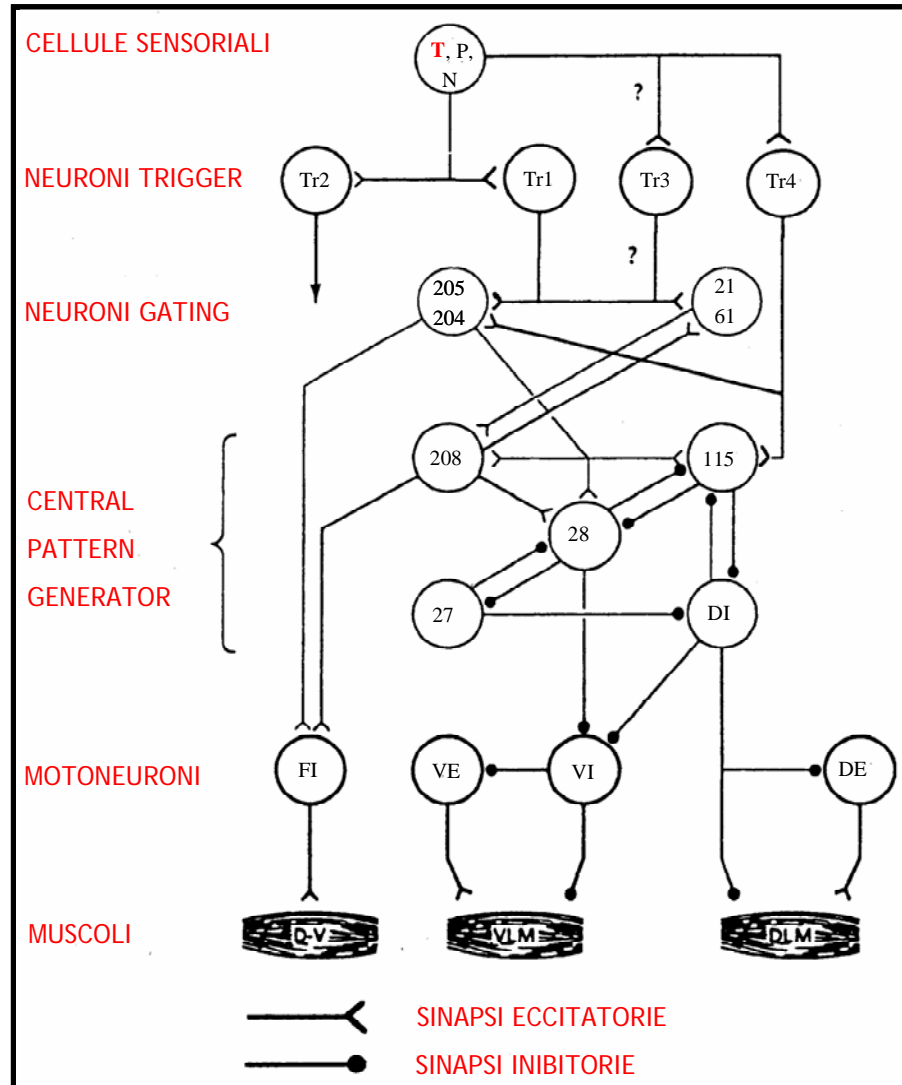 CELLULE SENSORIALI
T, P,
N
?
NEURONI TRIGGER
Tr2
Tr1
Tr3
Tr4
?
NEURONI GATING
205
204
21
61
208
115
CENTRAL
PATTERN
GENERATOR
28
27
DI
MOTONEURONI
FI
VE
VI
DE
MUSCOLI
D-V
VLM
DLM
SINAPSI ECCITATORIE
SINAPSI INIBITORIE